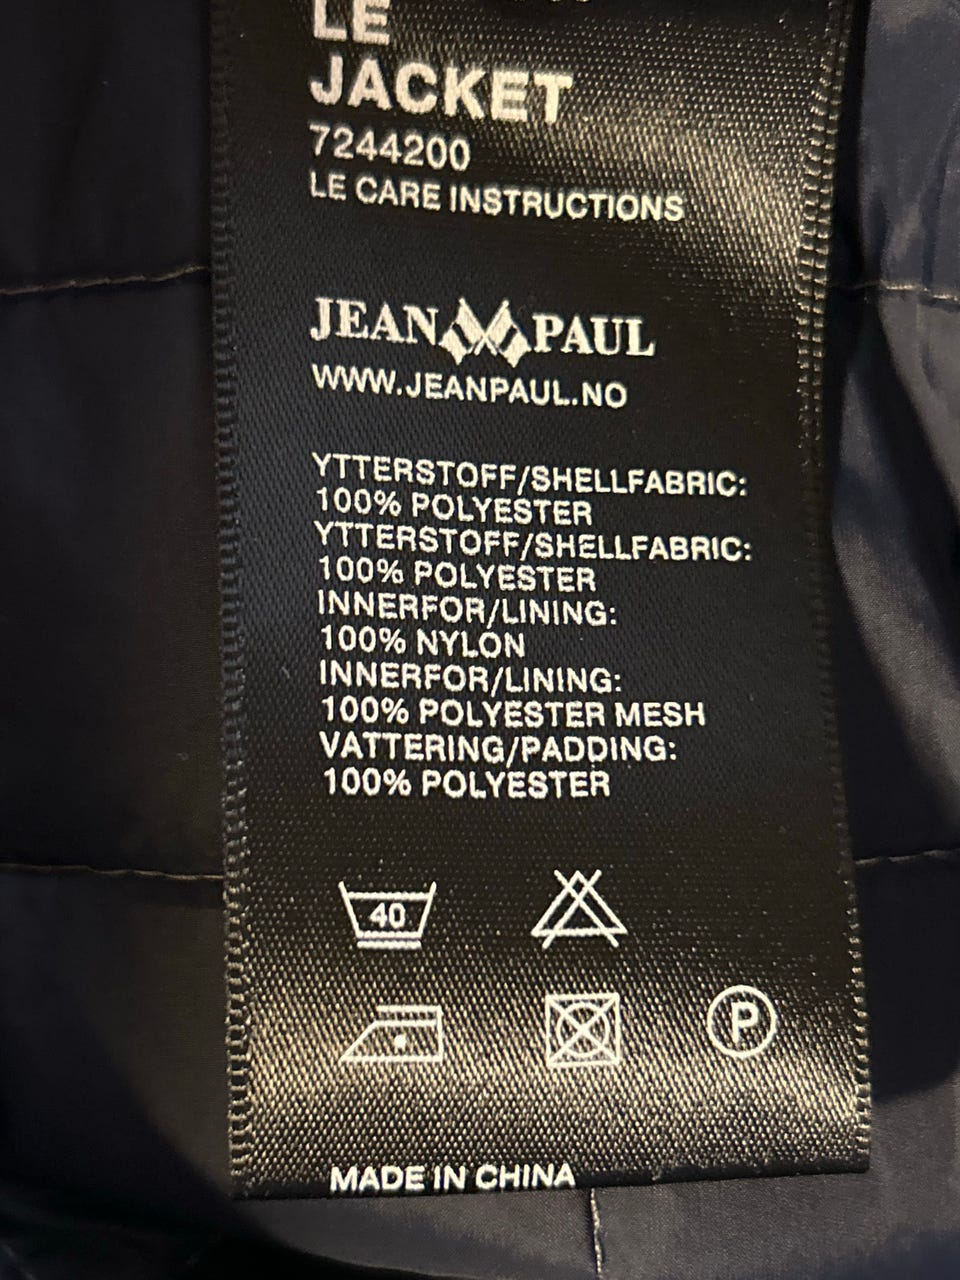 LE
JACKET
7244200
LE CARE INSTRUCTIONS
JEAN PAUL
WWW.JEANPAUL.NO
YTTERSTOFF/SHELLFABRIC:
100% POLYESTER
YTTERSTOFF/SHELLFABRIC:
100% POLYESTER
INNERFOR/LINING:
100% NYLON
INNERFOR/LINING:
100% POLYESTER MESH
VATTERING/PADDING:
100% POLYESTER
40
P
MADE IN CHINA